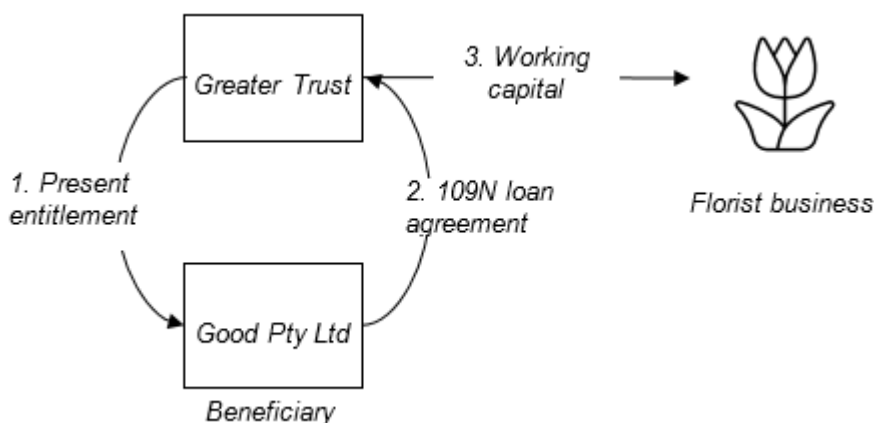 Greater Trust
3. Working
capital
1. Present
entitlement
2. 109N loan
agreement
Florist business
Good Pty Ltd
Beneficiary